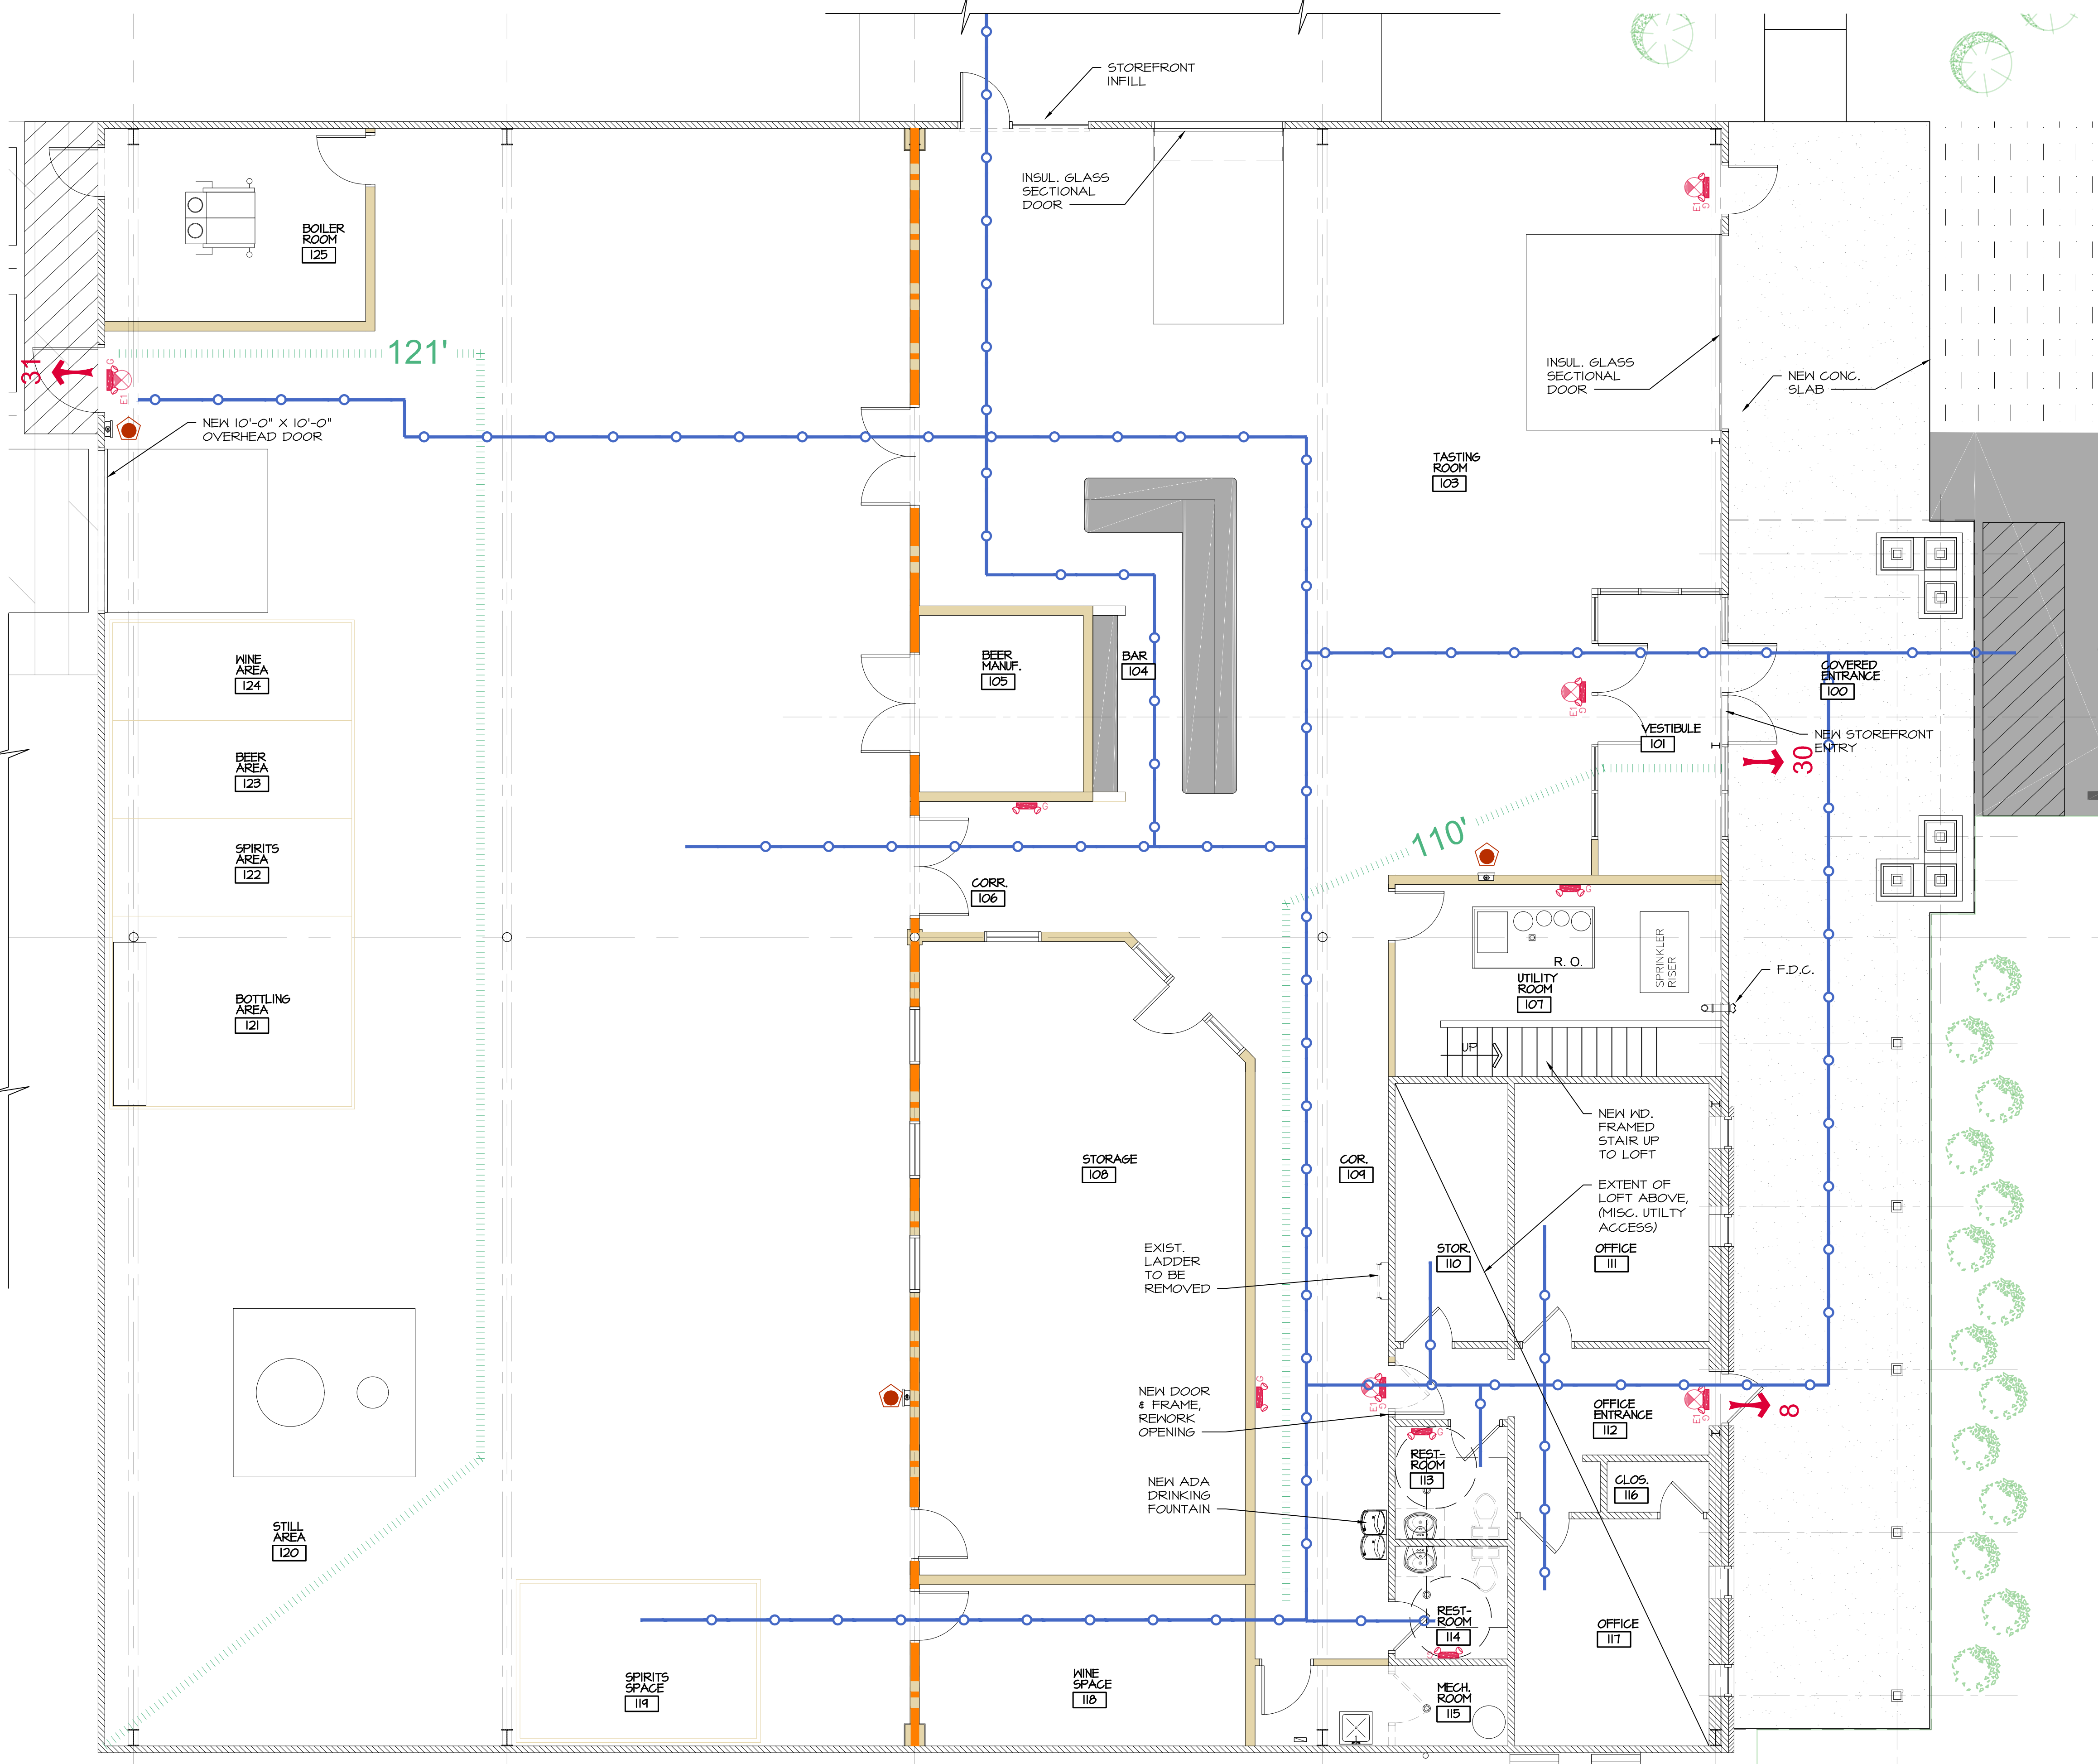 STOREFRONT
INFILL
INSUL. GLASS
SECTIONAL
DOOR
E1
G
BOILER
ROOM
125
121'
31
G
E1
NEW 10'-0" X 10'-0"
OVERHEAD DOOR
INSUL. GLASS
SECTIONAL
DOOR
NEW CONC.
SLAB
TASTING
ROOM
103
WINE
AREA
124
BEER
MANUF.
105
BAR
104
COVERED
ENTRANCE
100
E1
G
VESTIBULE
101
NEW STOREFRONT
ENTRY
30
BEER
AREA
123
G
110'
SPIRITS
AREA
122
CORR.
106
G
R. O.
UTILITY
ROOM
107
SPRINKLER
RISER
F.D.C.
BOTTLING
AREA
121
UP
NEW WD.
FRAMED
STAIR UP
TO LOFT
STORAGE
108
COR.
109
EXTENT OF
LOFT ABOVE,
(MISC. UTILTY
ACCESS)
EXIST.
LADDER
TO BE
REMOVED
STOR.
110
OFFICE
111
NEW DOOR
& FRAME,
REWORK
OPENING
G
E1
G
OFFICE
ENTRANCE
112
E1
G
8
G
REST-
ROOM
113
CLOS.
116
NEW ADA
DRINKING
FOUNTAIN
STILL
AREA
120
REST-
ROOM
114
OFFICE
117
SPIRITS
SPACE
119
WINE
SPACE
118
MECH.
ROOM
115